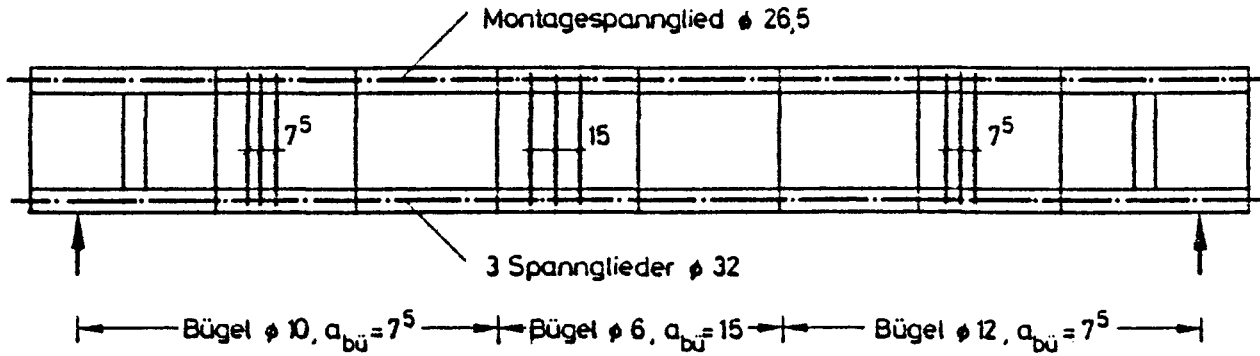 Montagespannglied ϕ 26,5
7⁵ 15 7⁵
3 Spannglieder ϕ 32
Bügel ϕ 10, a_bü = 7⁵ Bügel ϕ 6, a_bü = 15 Bügel ϕ 12, a_bü = 7⁵